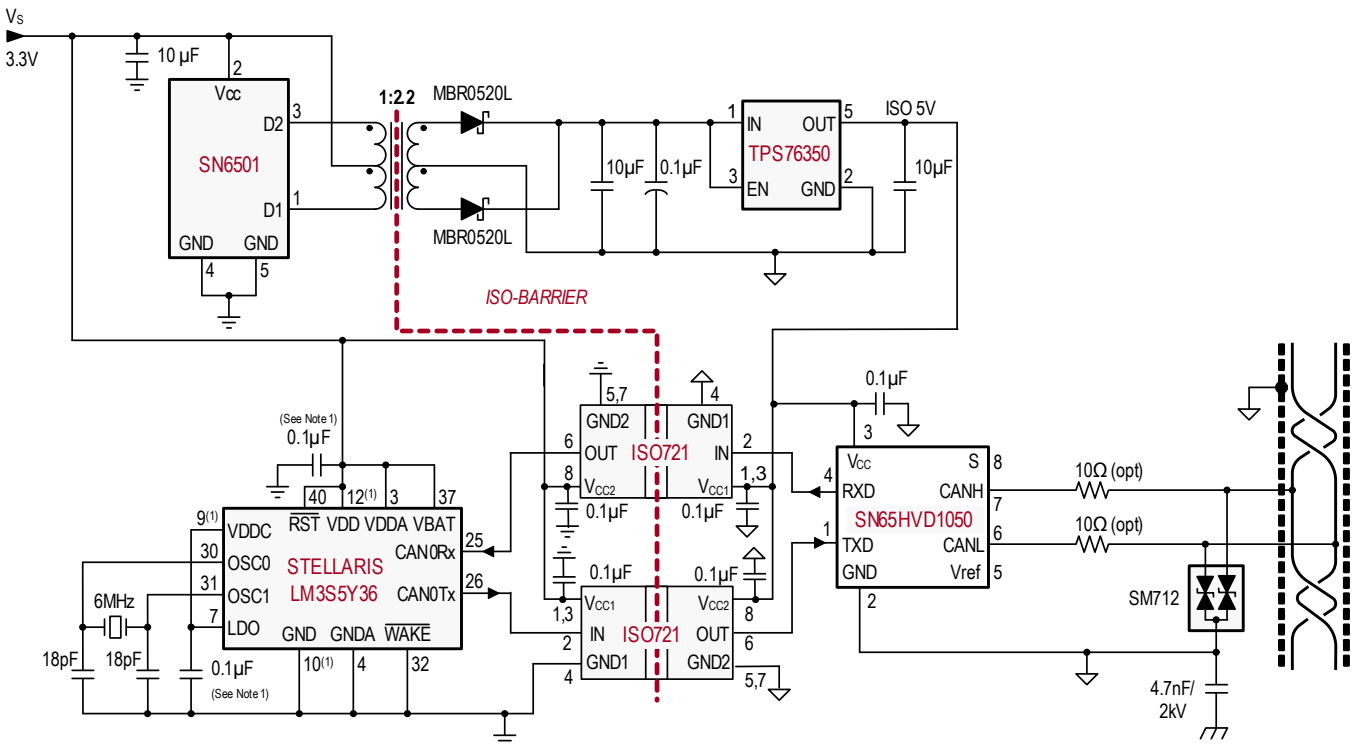 VS
3.3V
10 µF
2
Vcc
3
D2
SN6501
1
D1
GND
GND
4
5
1:2.2
MBR0520L
MBR0520L
10µF
0.1µF
1
IN
OUT
5
TPS76350
3
EN
GND
2
ISO 5V
10µF
ISO-BARRIER
(See Note 1)
0.1µF
40
12(1)
3
37
RST
VDD
VDDA
VBAT
9(1)
VDDC
30
OSC0
31
OSC1
7
LDO
STELLARIS
LM3S5Y36
25
CAN0Rx
26
CAN0Tx
GND
GNDA
WAKE
10(1)
4
32
6MHz
18pF
18pF
0.1µF
(See Note 1)
5,7
4
GND2
GND1
6
OUT
ISO721
IN
2
8
VCC2
VCC1
1,3
0.1µF
0.1µF
0.1µF
0.1µF
1,3
VCC1
VCC2
8
2
IN
ISO721
OUT
6
GND1
GND2
4
5,7
0.1µF
3
VCC
S
8
4
RXD
CANH
7
SN65HVD1050
1
TXD
CANL
6
GND
Vref
5
2
10Ω (opt)
10Ω (opt)
SM712
4.7nF/
2kV